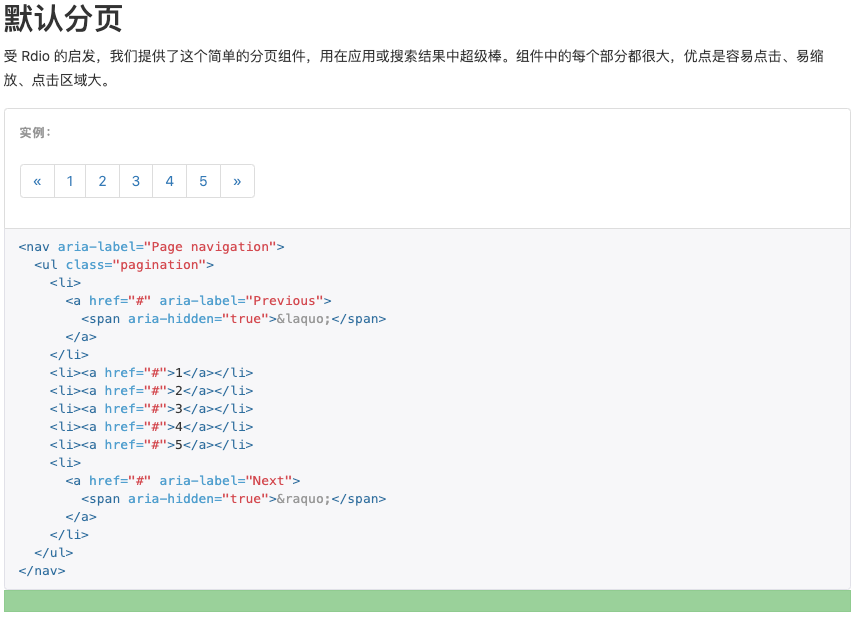 默认分页
受 Rdio 的启发，我们提供了这个简单的分页组件，用在应用或搜索结果中超级棒。组件中的每个部分都很大，优点是容易点击、易缩
放、点击区域大。
实例：
« 1 2 3 4 5 »
<nav aria-label="Page navigation">
  <ul class="pagination">
    <li>
      <a href="#" aria-label="Previous">
        <span aria-hidden="true">&laquo;</span>
      </a>
    </li>
    <li><a href="#">1</a></li>
    <li><a href="#">2</a></li>
    <li><a href="#">3</a></li>
    <li><a href="#">4</a></li>
    <li><a href="#">5</a></li>
    <li>
      <a href="#" aria-label="Next">
        <span aria-hidden="true">&raquo;</span>
      </a>
    </li>
  </ul>
</nav>